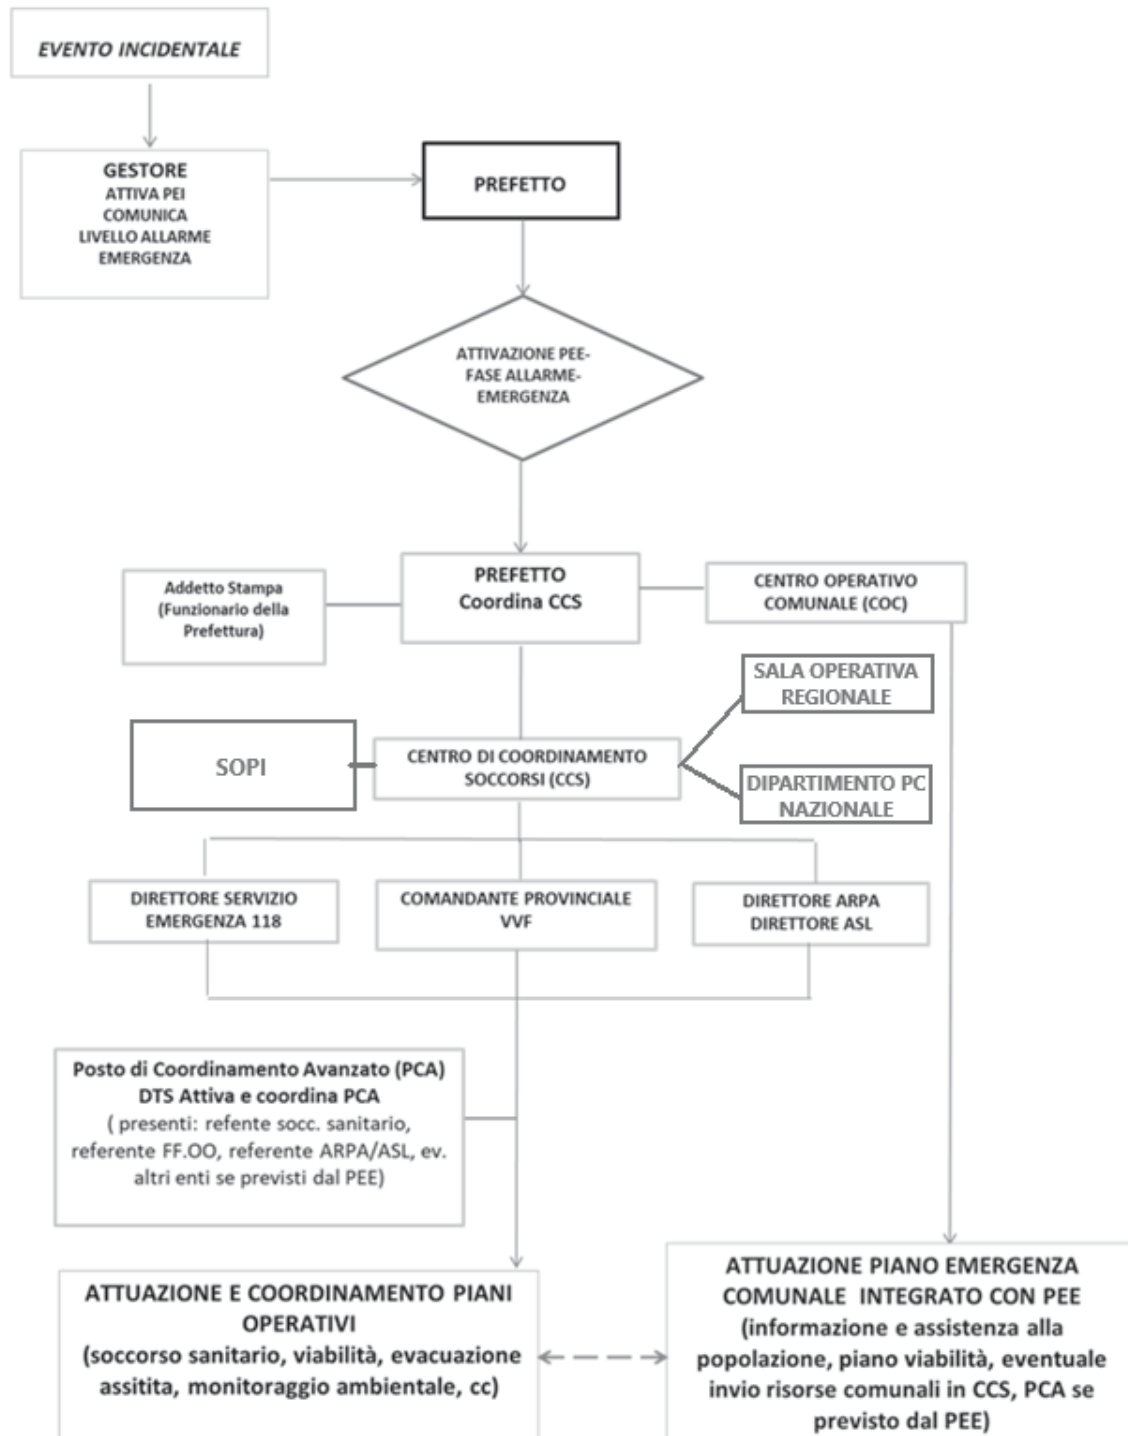 EVENTO INCIDENTALE
GESTORE
ATTIVA PEI
COMUNICA
LIVELLO ALLARME
EMERGENZA
PREFETTO
ATTIVAZIONE PEE-
FASE ALLARME-
EMERGENZA
PREFETTO
Coordina CCS
Addetto Stampa
(Funzionario della
Prefettura)
CENTRO OPERATIVO
COMUNALE (COC)
SALA OPERATIVA
REGIONALE
SOPI
CENTRO DI COORDINAMENTO
SOCCORSI (CCS)
DIPARTIMENTO PC
NAZIONALE
DIRETTORE SERVIZIO
EMERGENZA 118
COMANDANTE PROVINCIALE
VVF
DIRETTORE ARPA
DIRETTORE ASL
Posto di Coordinamento Avanzato (PCA)
DTS Attiva e coordina PCA
( presenti: refente socc. sanitario,
referente FF.OO, referente ARPA/ASL, ev.
altri enti se previsti dal PEE)
ATTUAZIONE E COORDINAMENTO PIANI
OPERATIVI
(soccorso sanitario, viabilità, evacuazione
assitita, monitoraggio ambientale, cc)
ATTUAZIONE PIANO EMERGENZA
COMUNALE INTEGRATO CON PEE
(informazione e assistenza alla
popolazione, piano viabilità, eventuale
invio risorse comunali in CCS, PCA se
previsto dal PEE)